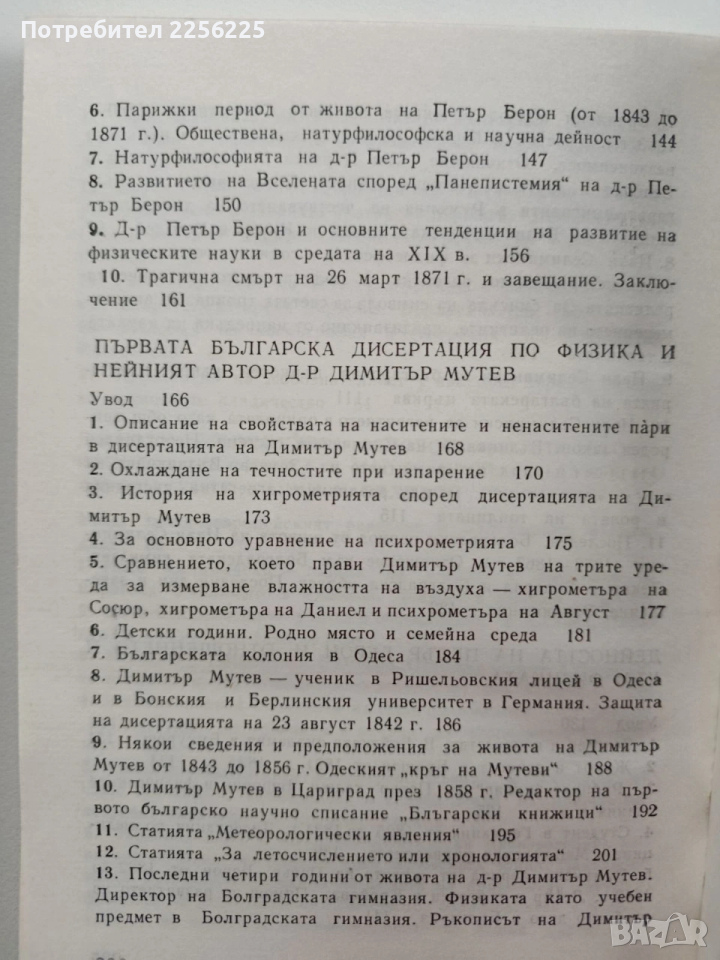 Потребител 2256225
6. Парижки период от живота на Петър Берон (от 1843 до
1871 г.). Обществена, натурфилософска и научна дейност 144
7. Натурфилософията на д-р Петър Берон 147
8. Развитието на Вселената според „Панепистемия“ на д-р Пе-
тър Берон 150
9. Д-р Петър Берон и основните тенденции на развитие на
физическите науки в средата на XIX в. 156
10. Трагична смърт на 26 март 1871 г. и завещание. Заклю-
чение 161
ПЪРВАТА БЪЛГАРСКА ДИСЕРТАЦИЯ ПО ФИЗИКА И
НЕЙНИЯТ АВТОР Д-Р ДИМИТЪР МУТЕВ
Увод 166
1. Описание на свойствата на наситените и ненаситените па̀ри
в дисертацията на Димитър Мутев 168
2. Охлаждане на течностите при изпарение 170
3. История на хигрометрията според дисертацията на Ди-
митър Мутев 173
4. За основното уравнение на психрометрията 175
5. Сравнението, което прави Димитър Мутев на трите уре-
да за измерване влажността на въздуха — хигрометъра на
Сосюр, хигрометъра на Даниел и психрометъра на Август 177
6. Детски години. Родно място и семейна среда 181
7. Българската колония в Одеса 184
8. Димитър Мутев — ученик в Ришельовския лицей в Одеса
и в Бонския и Берлинския университет в Германия. Защита
на дисертацията на 23 август 1842 г. 186
9. Някои сведения и предположения за живота на Димитър
Мутев от 1843 до 1856 г. Одеският „кръг на Мутеви“ 188
10. Димитър Мутев в Цариград през 1858 г. Редактор на пър-
вото българско научно списание „Блъгарски книжици“ 192
11. Статията „Метеорологически явления“ 195
12. Статията „За летосчислението или хронологията“ 201
13. Последни четири години от живота на д-р Димитър Мутев.
Директор на Болградската гимназия. Физиката като учебен
предмет в Болградската гимназия. Ръкописът на Димитър
BAZAR